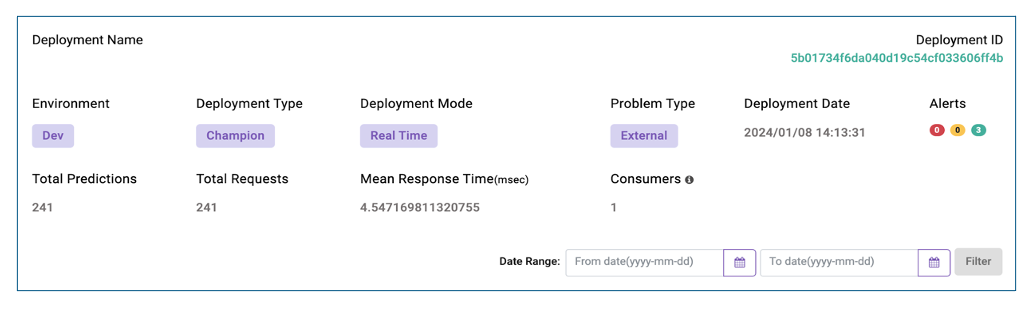 Deployment Name
Deployment ID
5b01734f6da040d19c54cf033606ff4b
Environment Deployment Type Deployment Mode Problem Type Deployment Date Alerts
Dev Champion Real Time External 2024/01/08 14:13:31 0 0 3
Total Predictions Total Requests Mean Response Time(msec) Consumers
241 241 4.547169811320755 1
Date Range: From date(yyyy-mm-dd) To date(yyyy-mm-dd) Filter